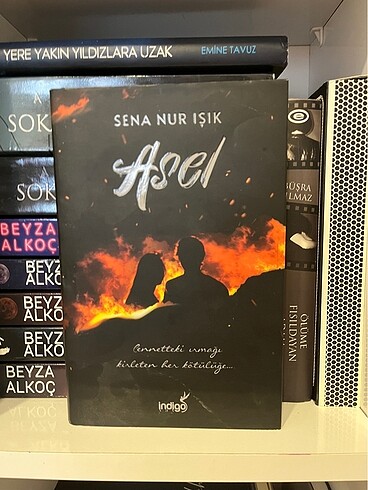 YERE YAKIN YILDIZLARA UZAK EMİNE TAVUZ
SOK
SOK
BEYZA
ALKOÇ
BEYZ
ALKO
BEYZ
ALKO
BEYZ
ALKO
BEYZA
ALKOÇ
SENA NUR IŞIK
Asel
Cennetteki ırmağı
kirleten her kötülüğe...
indigo
BÜŞRA
YILMAZ
ÖLÜME
FISILDAYAN